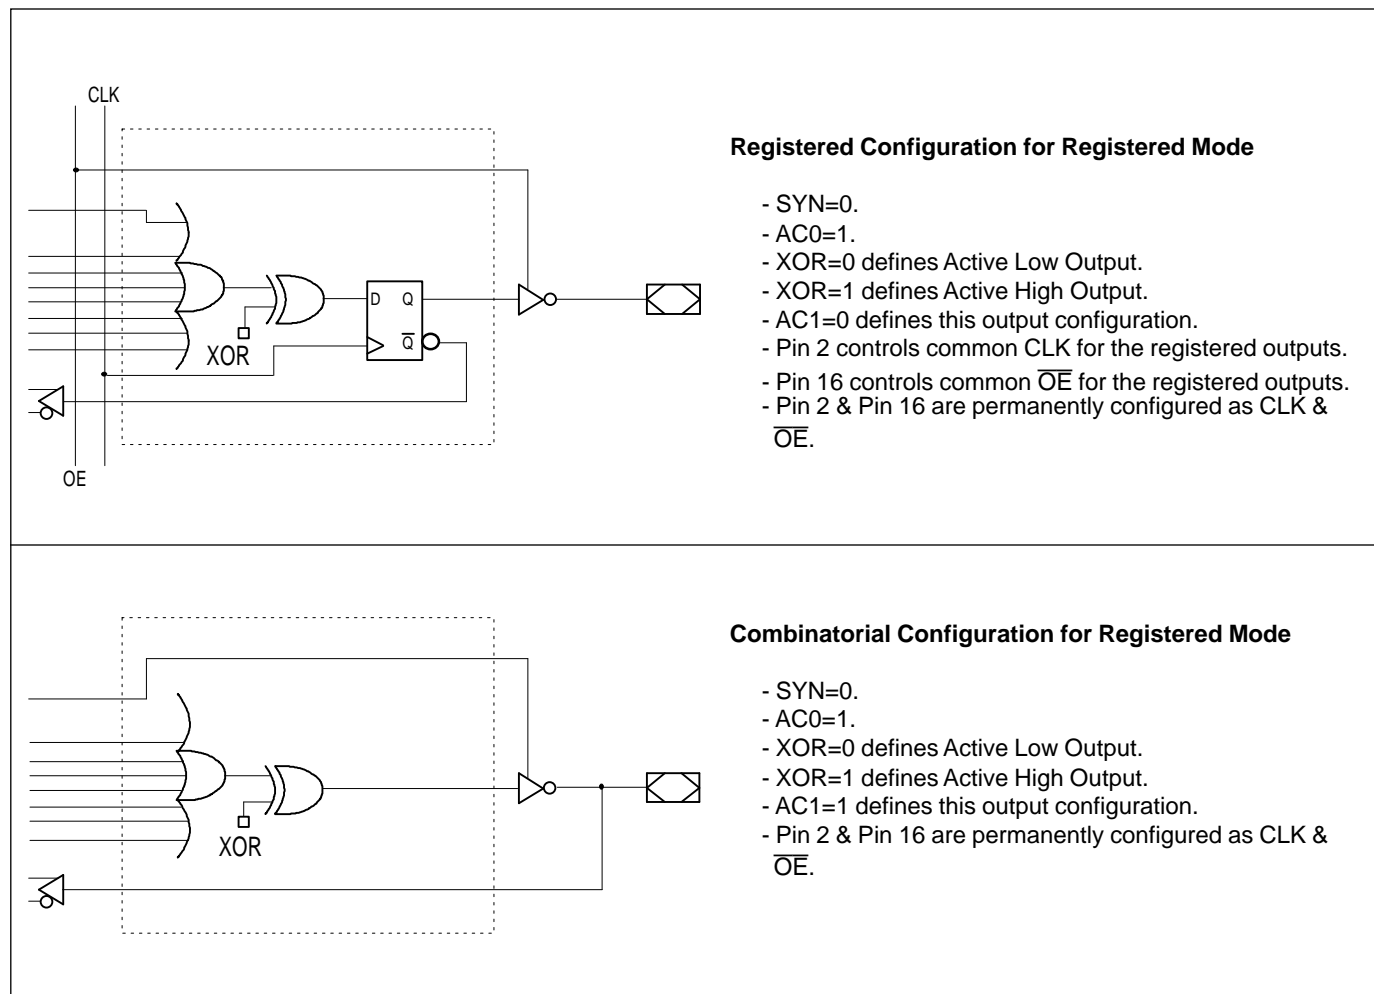 CLK
D Q
Q̅
XOR
OE
Registered Configuration for Registered Mode
- SYN=0.
- AC0=1.
- XOR=0 defines Active Low Output.
- XOR=1 defines Active High Output.
- AC1=0 defines this output configuration.
- Pin 2 controls common CLK for the registered outputs.
- Pin 16 controls common O̅E̅ for the registered outputs.
- Pin 2 & Pin 16 are permanently configured as CLK &
O̅E̅.
XOR
Combinatorial Configuration for Registered Mode
- SYN=0.
- AC0=1.
- XOR=0 defines Active Low Output.
- XOR=1 defines Active High Output.
- AC1=1 defines this output configuration.
- Pin 2 & Pin 16 are permanently configured as CLK &
O̅E̅.